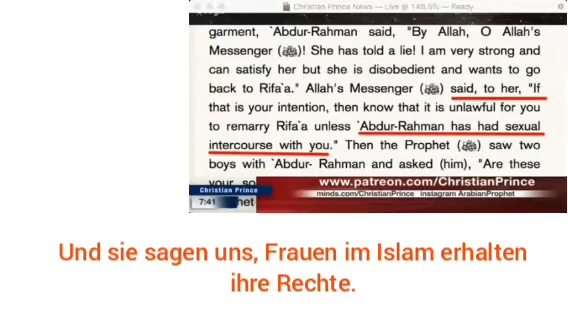 Christian Prince News — Live @ 148,5% — Ready
garment, `Abdur-Rahman said, "By Allah, O Allah's
Messenger (ﷺ)! She has told a lie! I am very strong and
can satisfy her but she is disobedient and wants to go
back to Rifa`a." Allah's Messenger (ﷺ) said, to her, "If
that is your intention, then know that it is unlawful for you
to remarry Rifa`a unless `Abdur-Rahman has had sexual
intercourse with you." Then the Prophet (ﷺ) saw two
boys with `Abdur- Rahman and asked (him), "Are these
your
Christian Prince
www.patreon.com/ChristianPrince
7:41
minds.com/ChristianPrince Instagram ArabianProphet
Und sie sagen uns, Frauen im Islam erhalten
ihre Rechte.